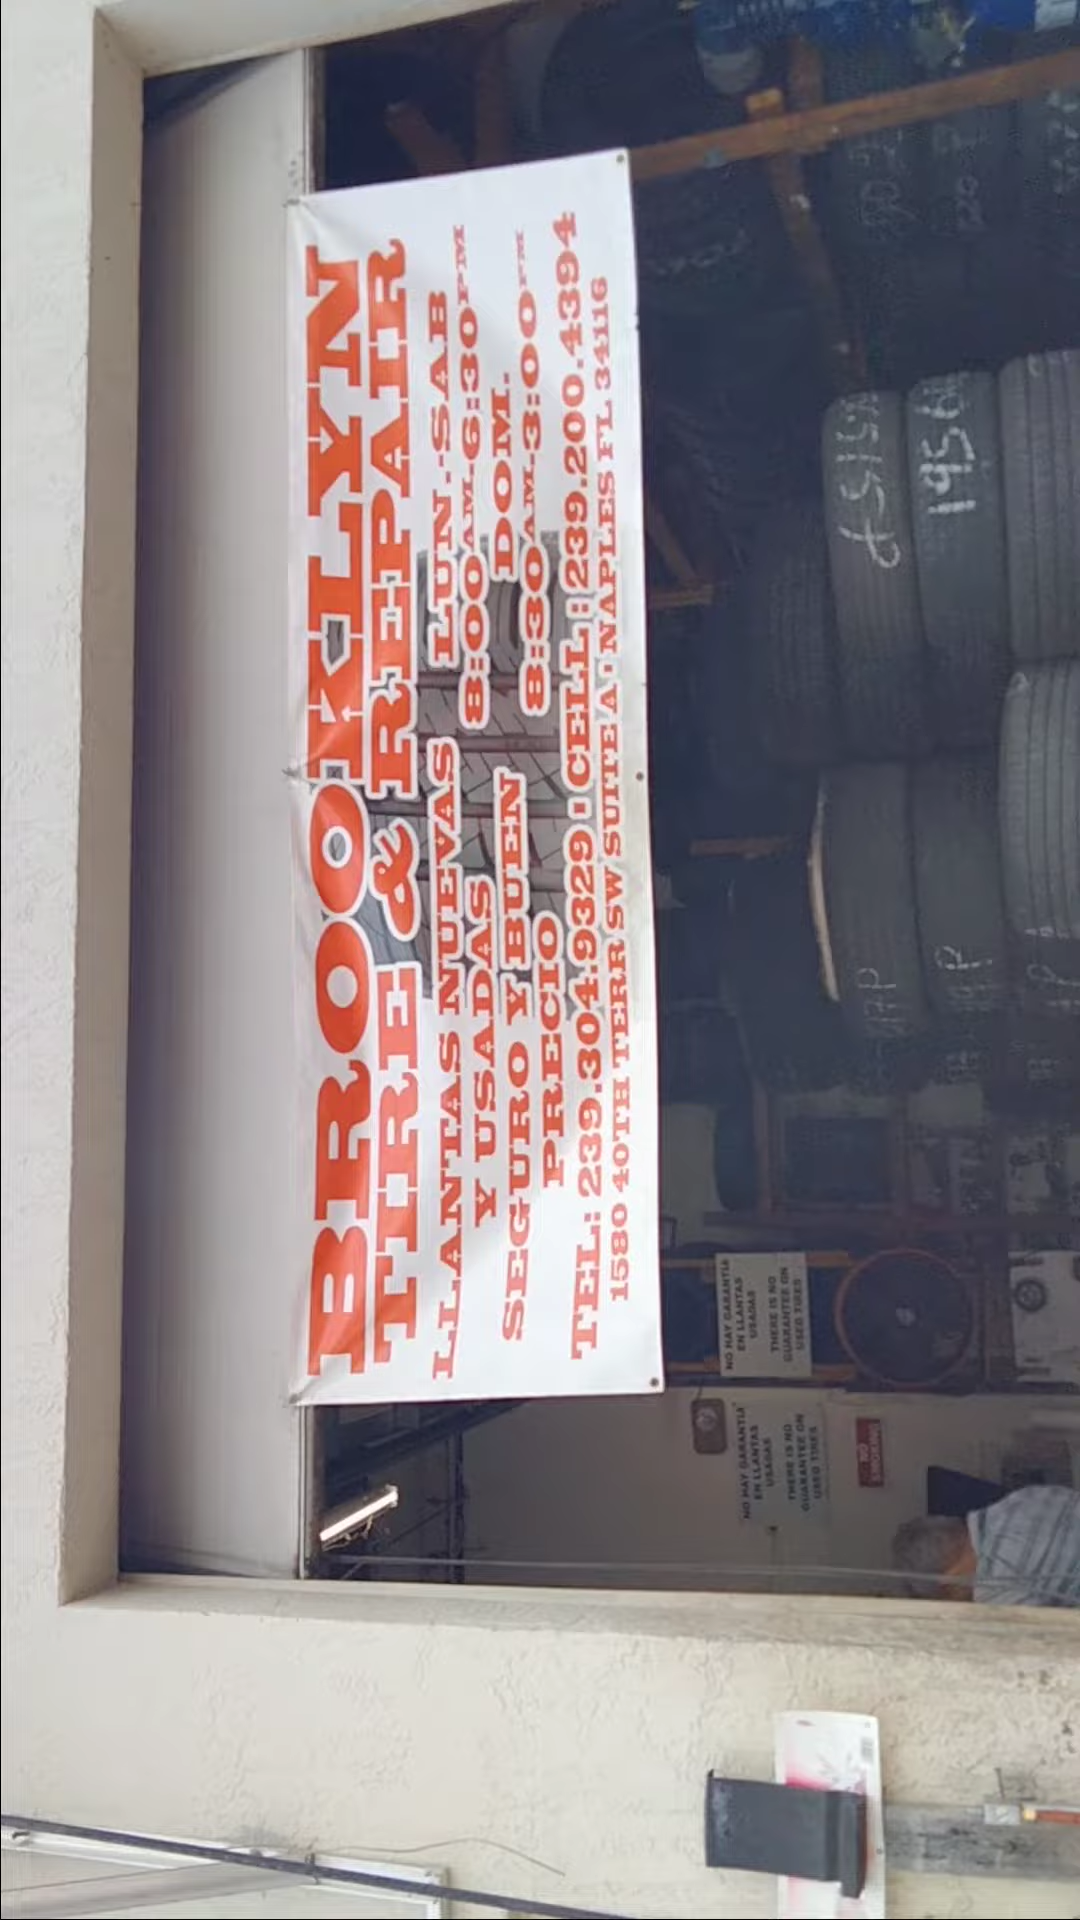 BROOKLYN
TIRE & REPAIR
LLANTAS NUEVAS
Y USADAS
SEGURO Y BUEN
PRECIO
LUN.-SAB
8:00AM-6:30PM
DOM.
8:30AM-3:00PM
TEL: 239.304.9329 • CELL: 239.200.4394
1580 40TH TERR SW SUITE A • NAPLES FL 34116
NO HAY GARANTIA
EN LLANTAS
USADAS
THERE IS NO
GUARANTEE ON
USED TIRES
NO HAY GARANTIA
EN LLANTAS
USADAS
THERE IS NO
GUARANTEE ON
USED TIRES
NO
SMOKING